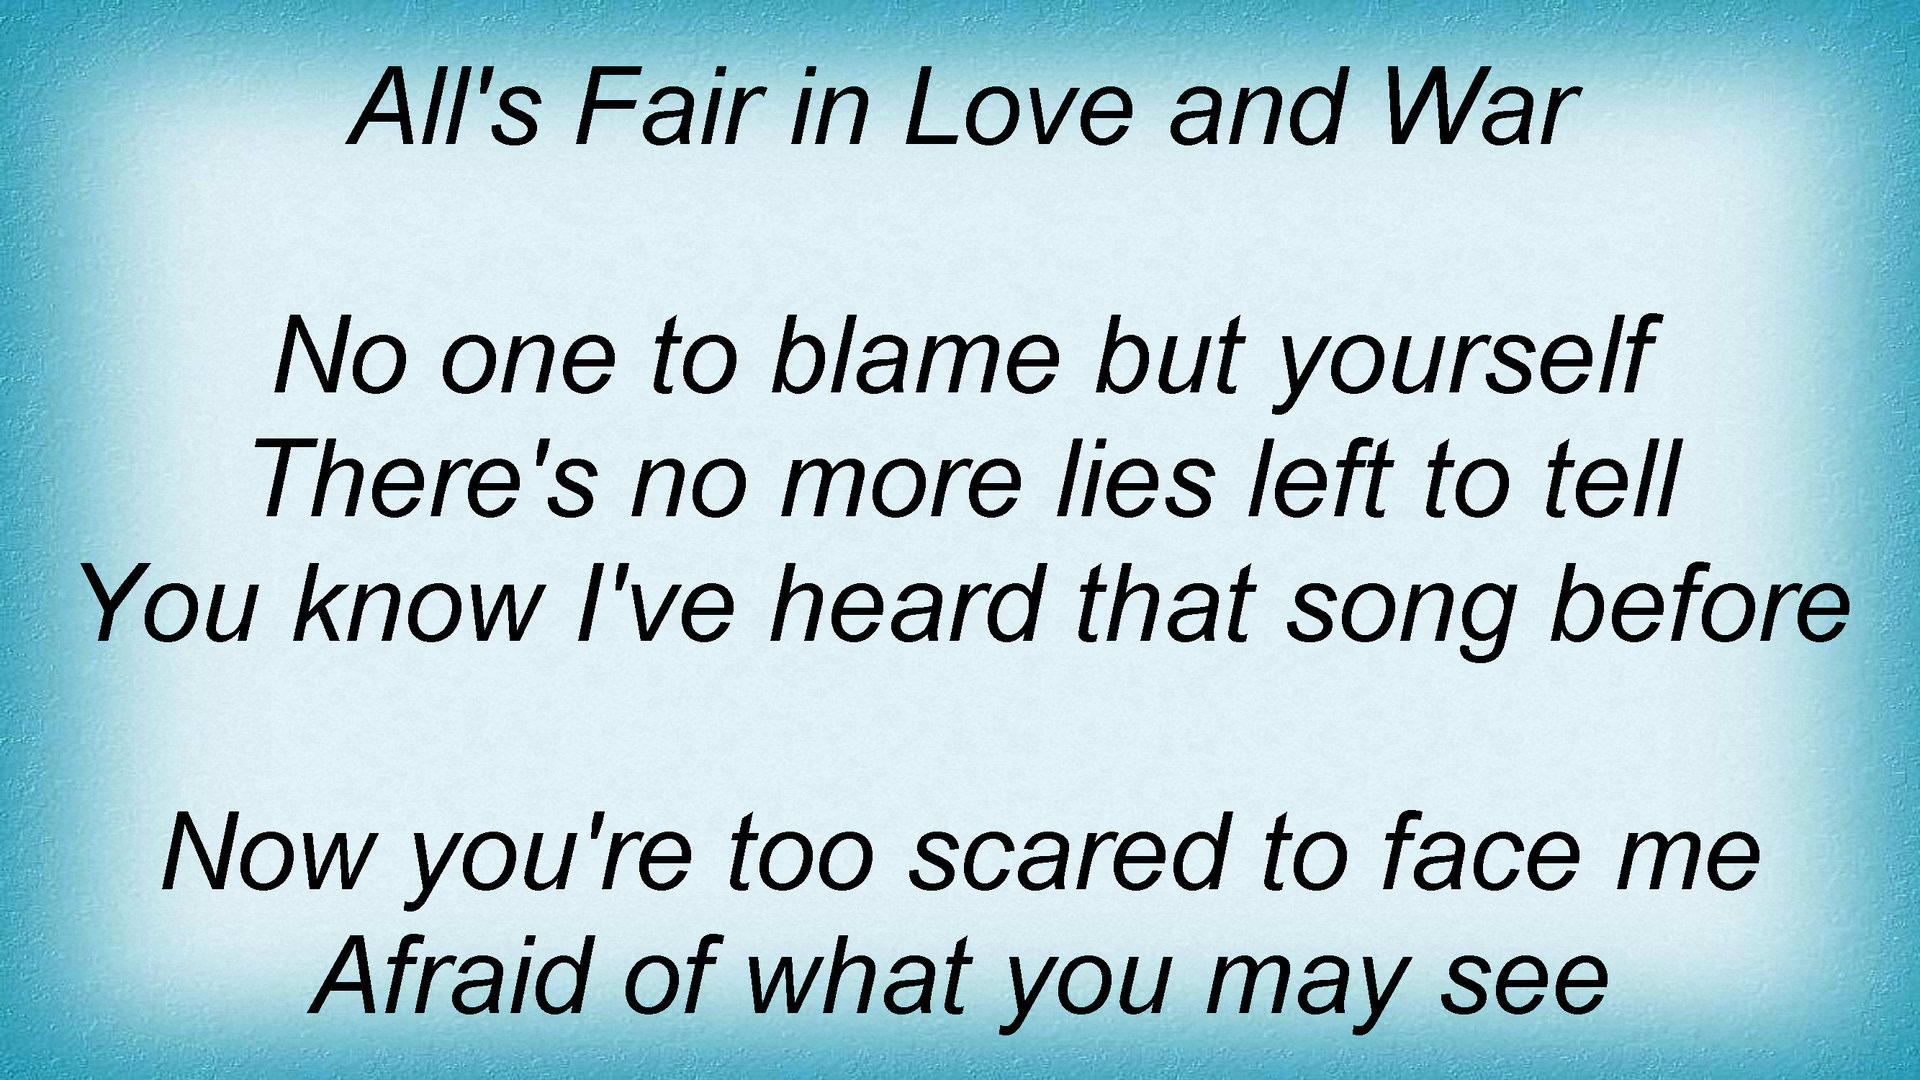 All's Fair in Love and War
No one to blame but yourself
There's no more lies left to tell
You know I've heard that song before
Now you're too scared to face me
Afraid of what you may see